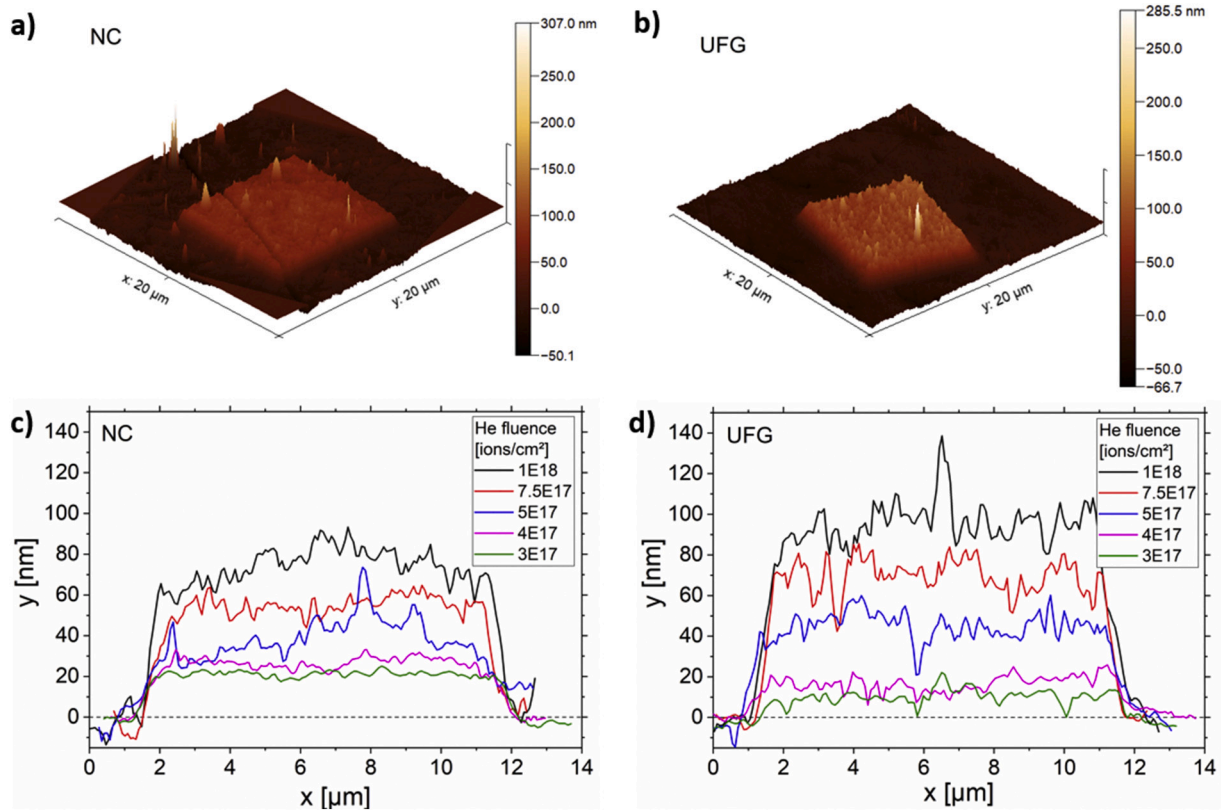 a)
NC
307.0 nm
250.0
200.0
150.0
100.0
50.0
0.0
−50.1
x: 20 µm
y: 20 µm
b)
UFG
285.5 nm
250.0
200.0
150.0
100.0
50.0
0.0
−50.0
−66.7
x: 20 µm
y: 20 µm
c)
NC
He fluence
[ions/cm²]
1E18
7.5E17
5E17
4E17
3E17
140
120
100
80
60
40
20
0
y [nm]
0 2 4 6 8 10 12 14
x [µm]
d)
UFG
He fluence
[ions/cm²]
1E18
7.5E17
5E17
4E17
3E17
140
120
100
80
60
40
20
0
y [nm]
0 2 4 6 8 10 12 14
x [µm]